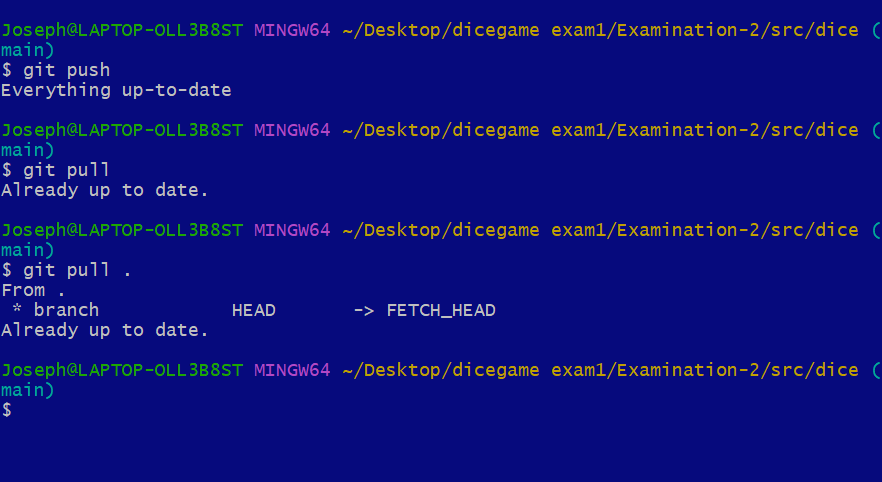 Joseph@LAPTOP-OLL3B8ST MINGW64 ~/Desktop/dicegame exam1/Examination-2/src/dice (
main)
$ git push
Everything up-to-date
Joseph@LAPTOP-OLL3B8ST MINGW64 ~/Desktop/dicegame exam1/Examination-2/src/dice (
main)
$ git pull
Already up to date.
Joseph@LAPTOP-OLL3B8ST MINGW64 ~/Desktop/dicegame exam1/Examination-2/src/dice (
main)
$ git pull .
From .
 * branch            HEAD       -> FETCH_HEAD
Already up to date.
Joseph@LAPTOP-OLL3B8ST MINGW64 ~/Desktop/dicegame exam1/Examination-2/src/dice (
main)
$